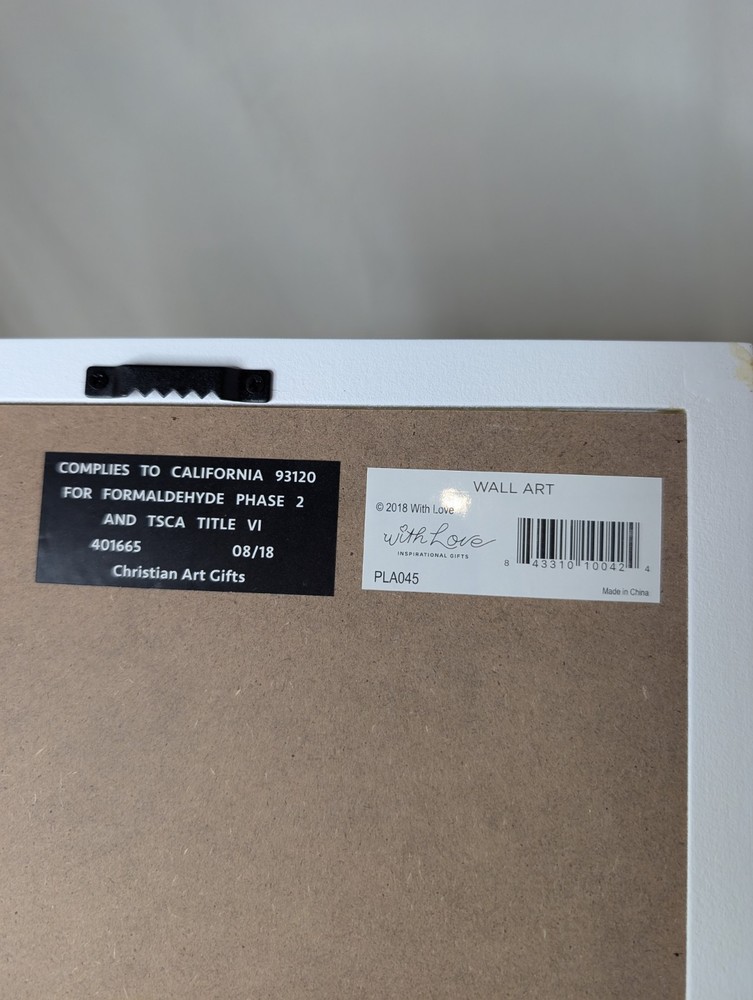 COMPLIES TO CALIFORNIA 93120
FOR FORMALDEHYDE PHASE 2
AND TSCA TITLE VI
401665 08/18
Christian Art Gifts
WALL ART
© 2018 With Love
with Love
INSPIRATIONAL GIFTS
PLA045
8 43310 10042 4
Made in China